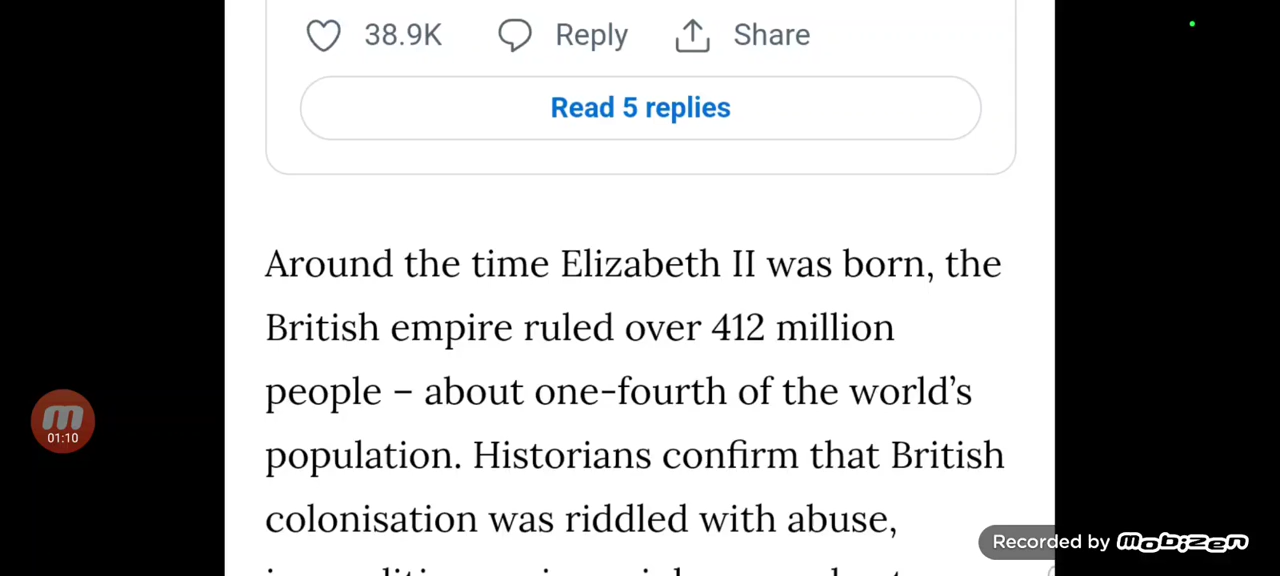 38.9K Reply Share
Read 5 replies
Around the time Elizabeth II was born, the
British empire ruled over 412 million
people – about one-fourth of the world’s
population. Historians confirm that British
colonisation was riddled with abuse,
01:10
Recorded by mobizen